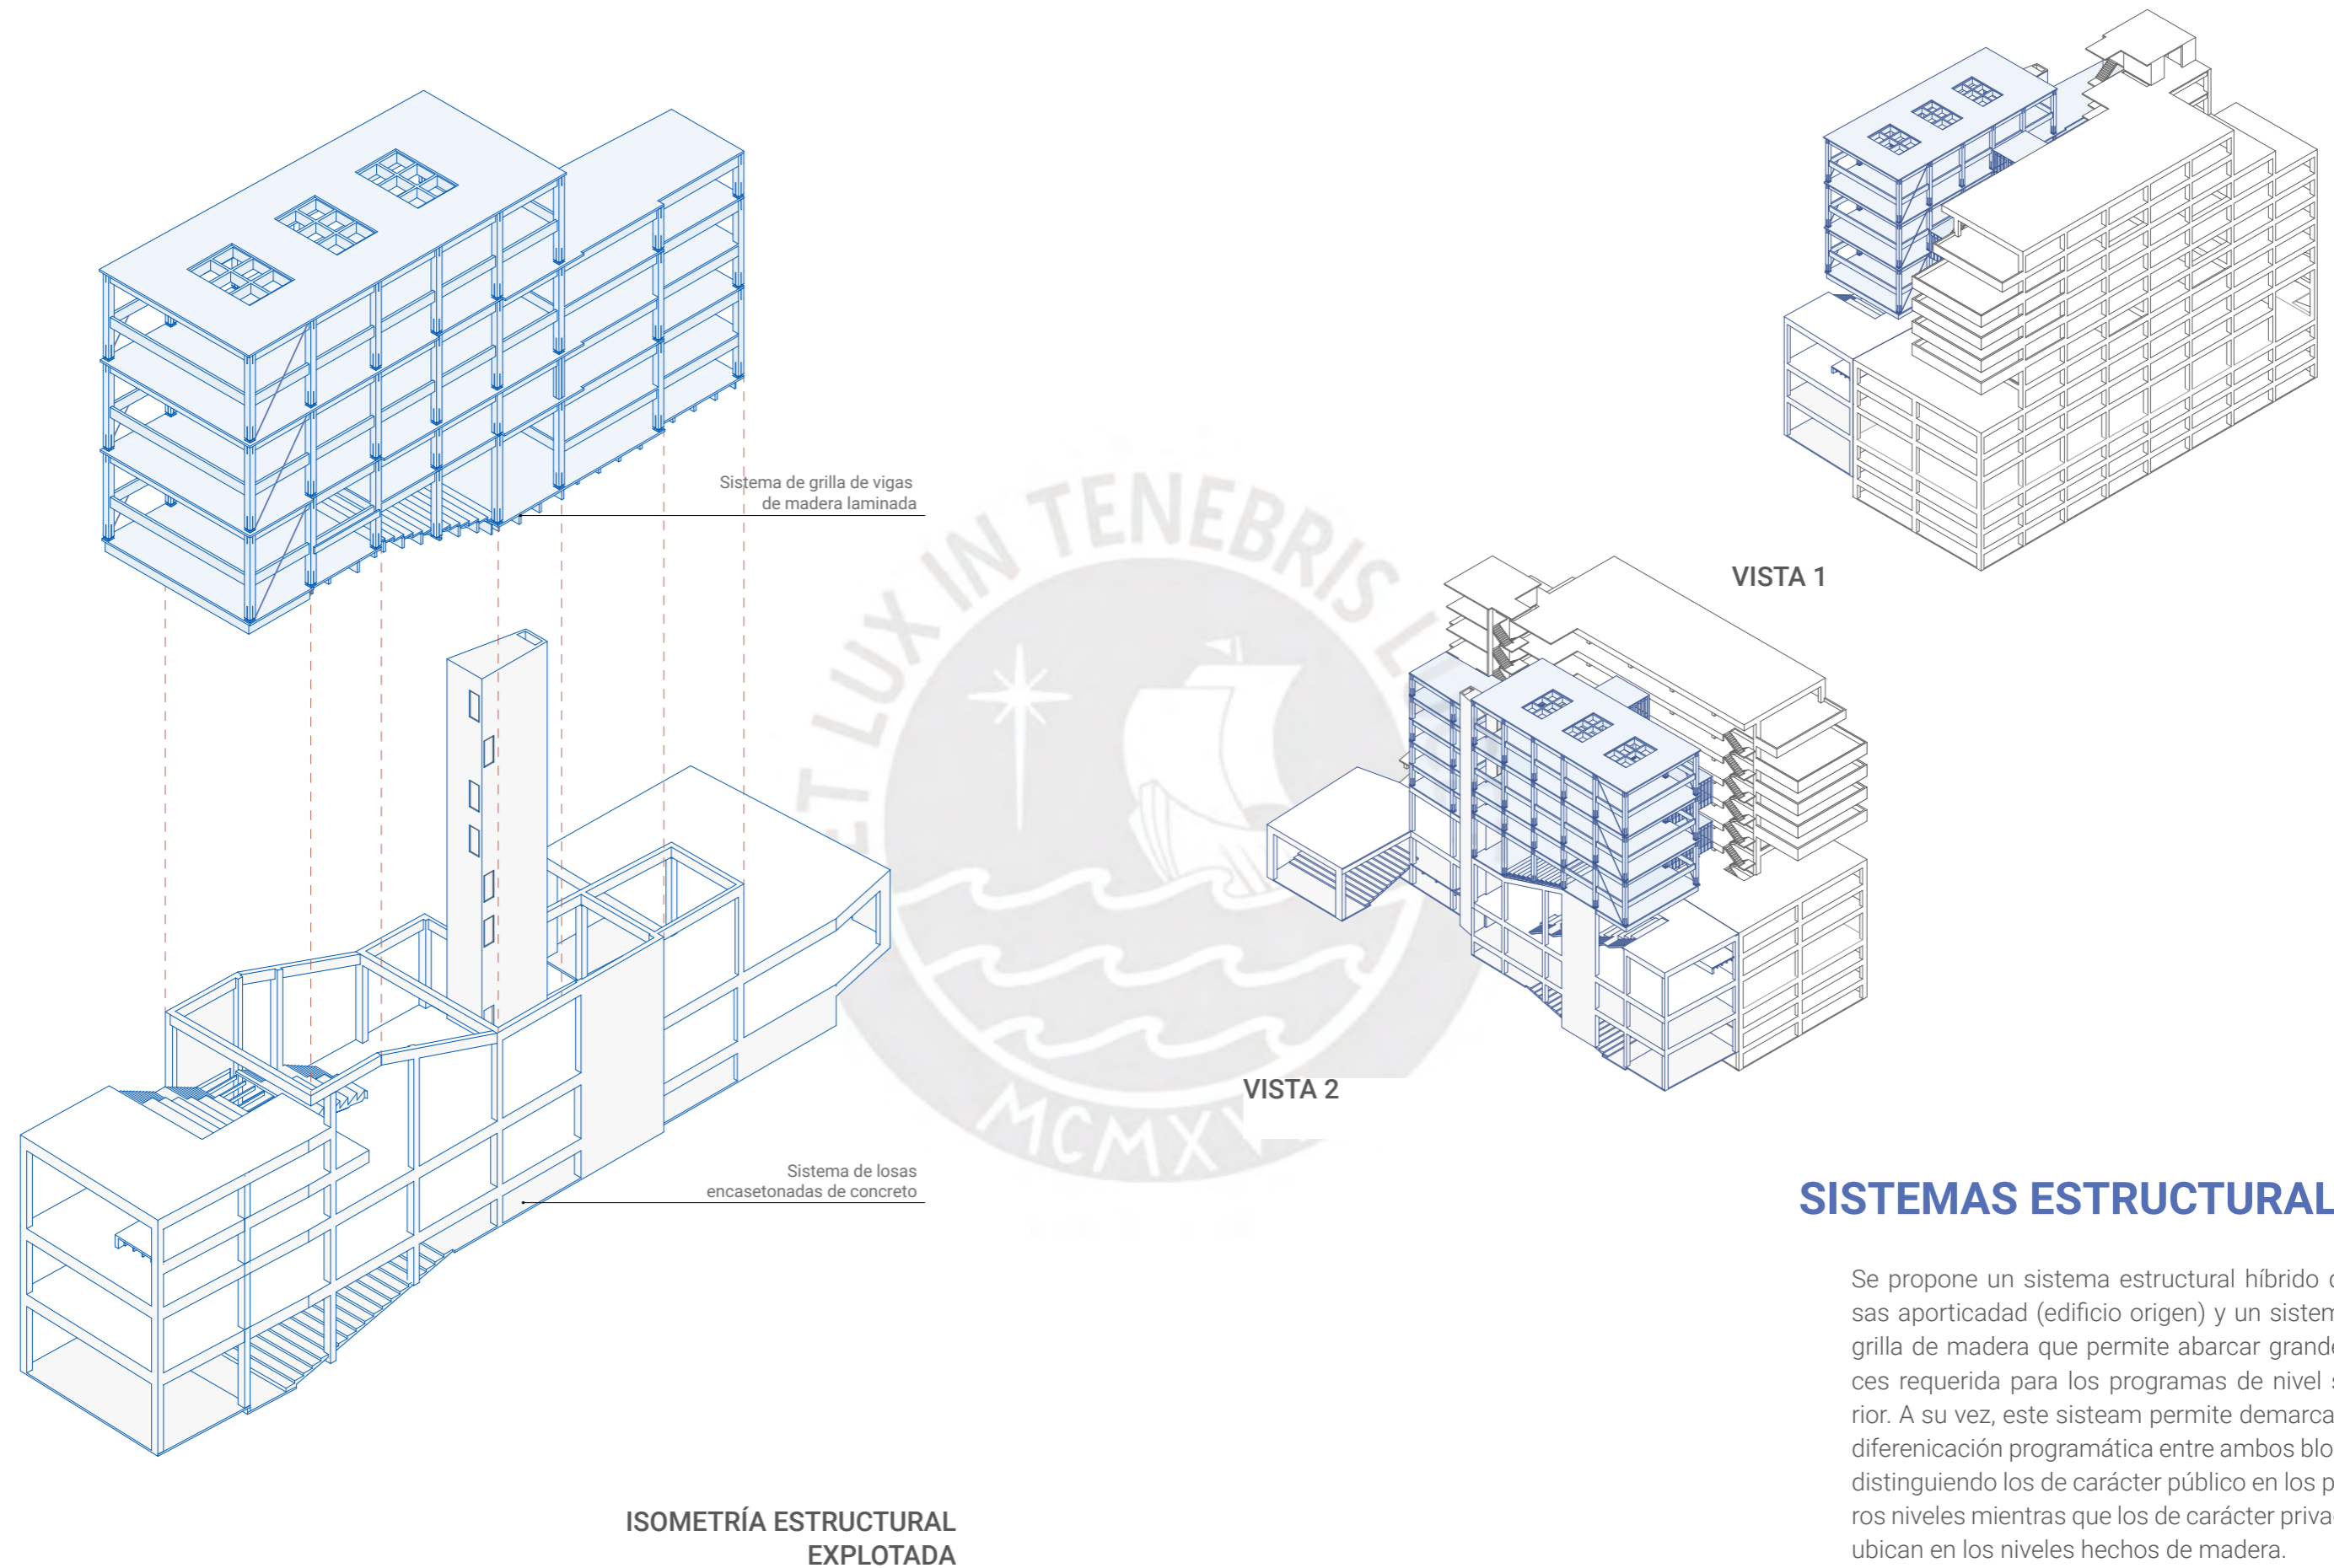 Sistema de grilla de vigas
de madera laminada
ET LUX IN TENEBRIS
MCMXV
VISTA 1
VISTA 2
Sistema de losas
encasetonadas de concreto
ISOMETRÍA ESTRUCTURAL
EXPLOTADA
SISTEMAS ESTRUCTURAL
Se propone un sistema estructural híbrido
sas aporticadad (edificio origen) y un sistem
grilla de madera que permite abarcar grand
ces requerida para los programas de nivel
rior. A su vez, este sisteam permite demarca
diferenicación programática entre ambos blo
distinguiendo los de carácter público en los p
ros niveles mientras que los de carácter priva
ubican en los niveles hechos de madera.